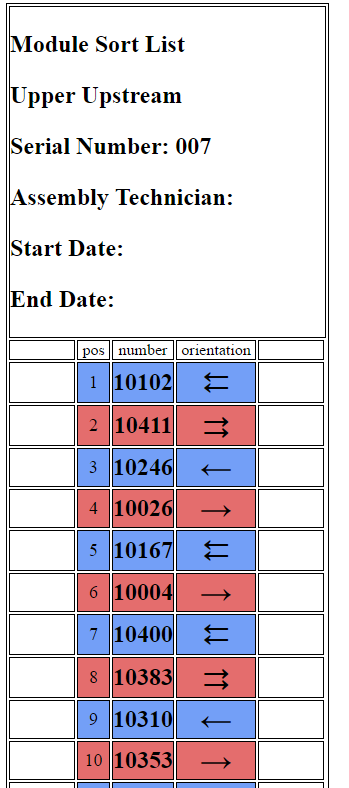 Module Sort List
Upper Upstream
Serial Number: 007
Assembly Technician:
Start Date:
End Date:
pos number orientation
1 10102 ⇇
2 10411 ⇉
3 10246 ←
4 10026 →
5 10167 ⇇
6 10004 →
7 10400 ⇇
8 10383 ⇉
9 10310 ←
10 10353 →